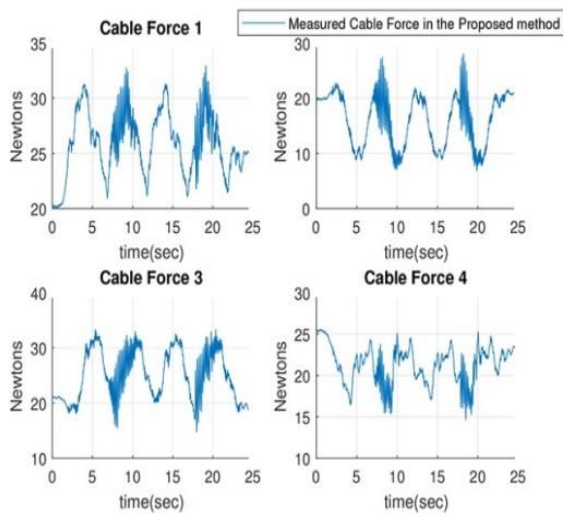 Cable Force 1
Measured Cable Force in the Proposed method
35
30
25
20
Newtons
0 5 10 15 20 25
time(sec)
30
20
10
0
Newtons
0 5 10 15 20 25
time(sec)
Cable Force 3
40
30
20
10
Newtons
0 5 10 15 20 25
time(sec)
Cable Force 4
30
25
20
15
10
Newtons
0 5 10 15 20 25
time(sec)